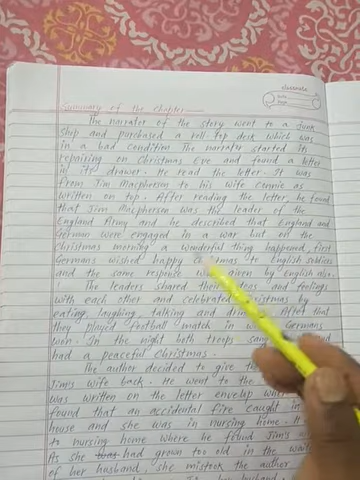 classmate
Date
Page
Summary of the chapter
The narrator of the story went to a junk
shop and purchased a roll top desk which was
in a bad condition. The narrator started its
repairing on Christmas Eve and found a letter
in its drawer. He read the letter. It was
from Jim Macpherson to his wife Connie as
written on top. After reading the letter, he found
that Jim Macpherson was the leader of the
England Army and he described that England and
German were engaged in a war but on the
Christmas morning a wonderful thing happened, first
Germans wished happy to English soldiers
and the same response was given by English also.
The leaders shared their and feelings
with each other and celebrated Christmas by
eating, laughing, talking and After that
they played football match in Germans
won. In the night both troops sang
had a peaceful Christmas.
The author decided to give the
Jim's wife back. He went to the
was written on the letter envelop when
found that an accidental fire caught in
house and she was in nursing home. H
to nursing home where he found Jim's
As she was had grown too old in the
of her husband, she mistook the author